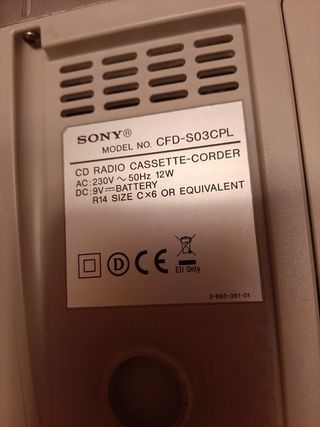 SONY®
MODEL NO. CFD-S03CPL
CD RADIO CASSETTE-CORDER
AC: 230V ~ 50Hz 12W
DC: 9V⎓BATTERY
R14 SIZE C×6 OR EQUIVALENT
D CE EU Only
2-663-361-01